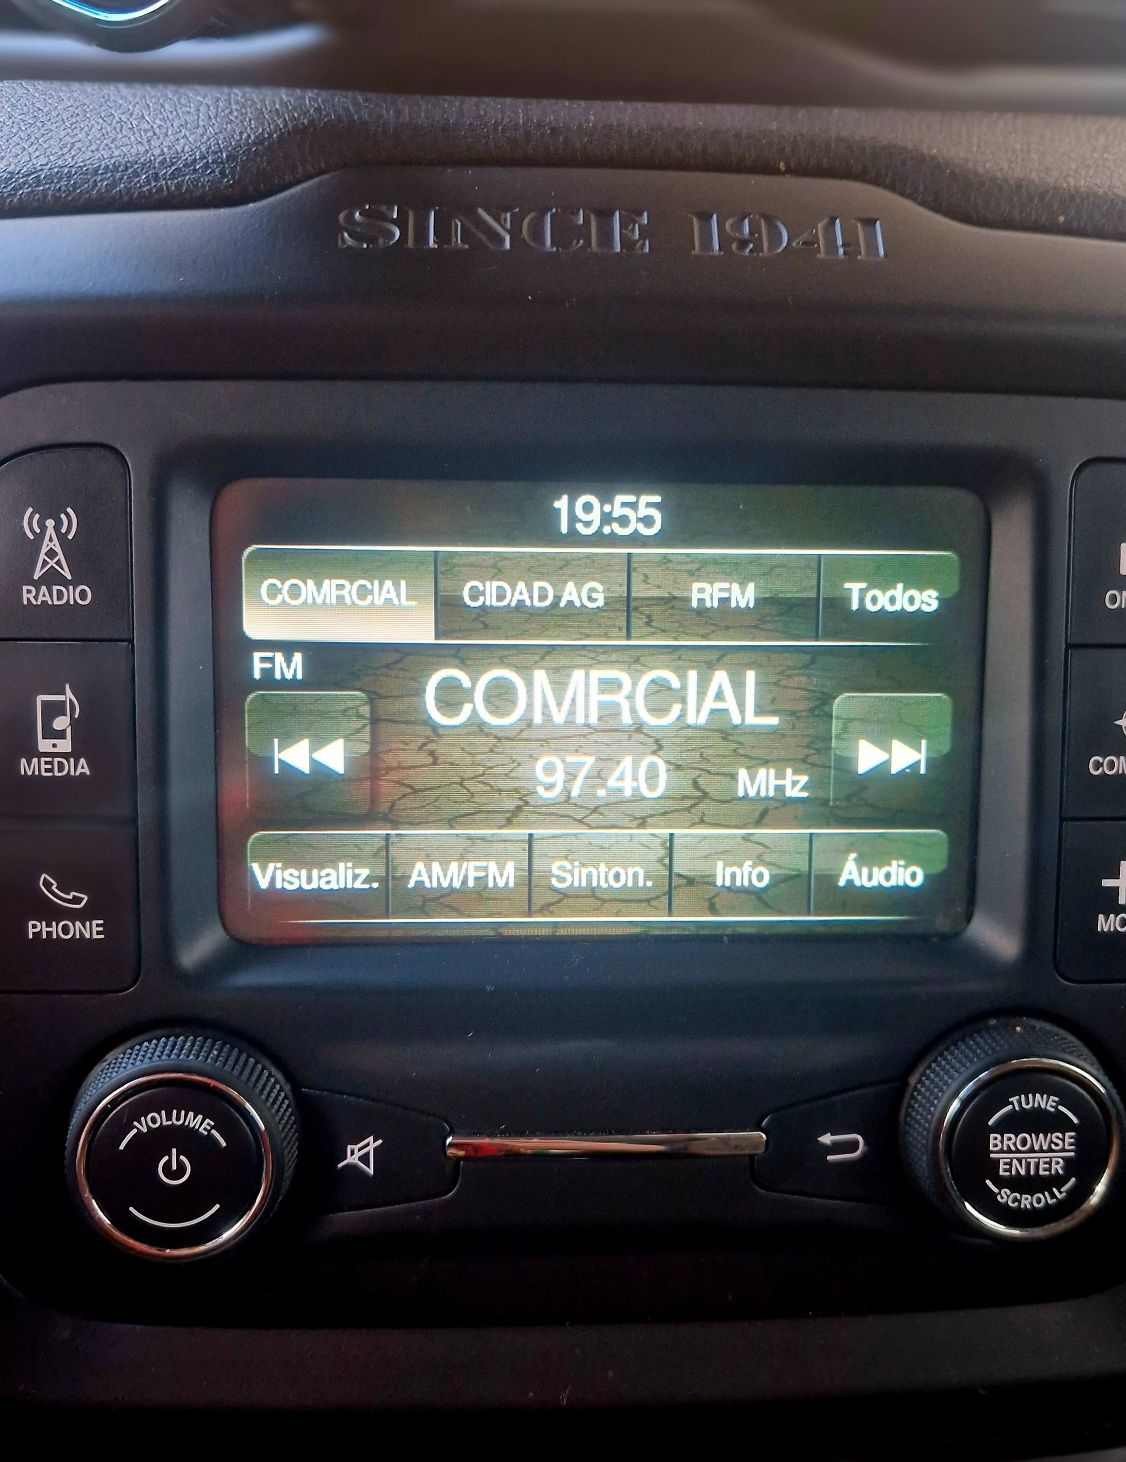 SINCE 1941
19:55
COMRCIAL CIDAD AG RFM Todos
RADIO
FM
COMRCIAL
97.40 MHz
MEDIA
Visualiz. AM/FM Sinton. Info Áudio
PHONE
VOLUME
TUNE
BROWSE
ENTER
SCROLL